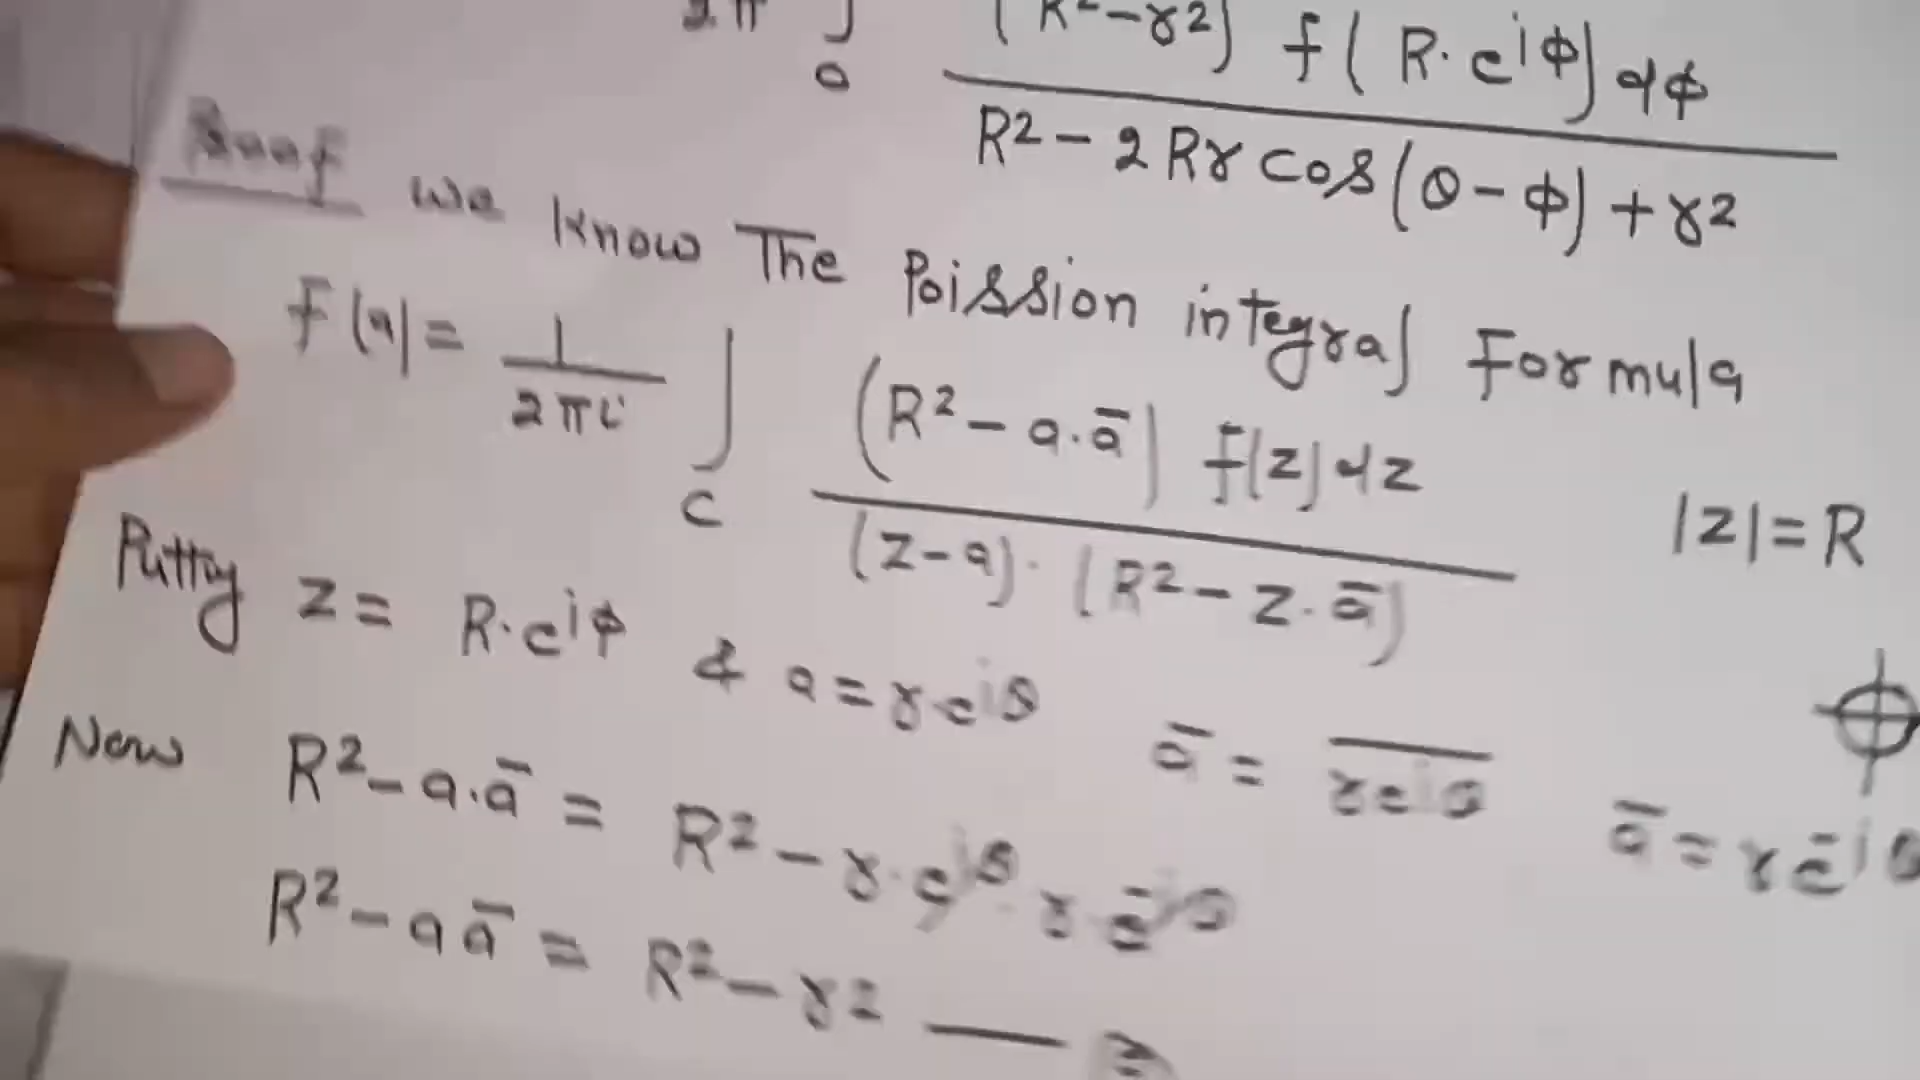 2π ∫ (R²-r²) f(R.e^iφ) dφ
0
R² - 2Rr cos(θ-φ) + r²
Proof we know The Poission integral Formula
F(a) = 1/2πi ∫ (R² - a.ā) f(z)dz
C (z-a).(R² - z.ā) |z|=R
Putting z = R.e^iφ & a = re^iθ ā = \overline{re^iθ} ā = re^-iθ
Now R² - a.ā = R² - r.e^iθ.r.e^-iθ
R² - aā = R² - r² —